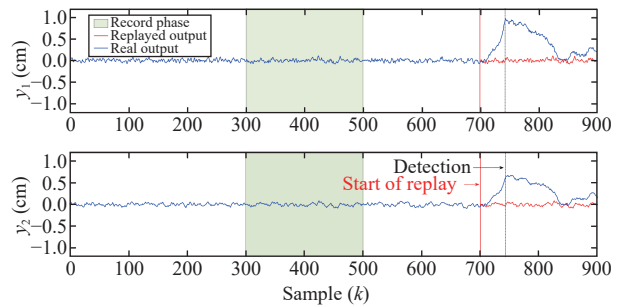 Record phase
Replayed output
Real output
y₁ (cm)
1.0
0.5
0.0
−0.5
−1.0
0 100 200 300 400 500 600 700 800 900
y₂ (cm)
1.0
0.5
0.0
−0.5
−1.0
Detection
Start of replay
0 100 200 300 400 500 600 700 800 900
Sample (k)